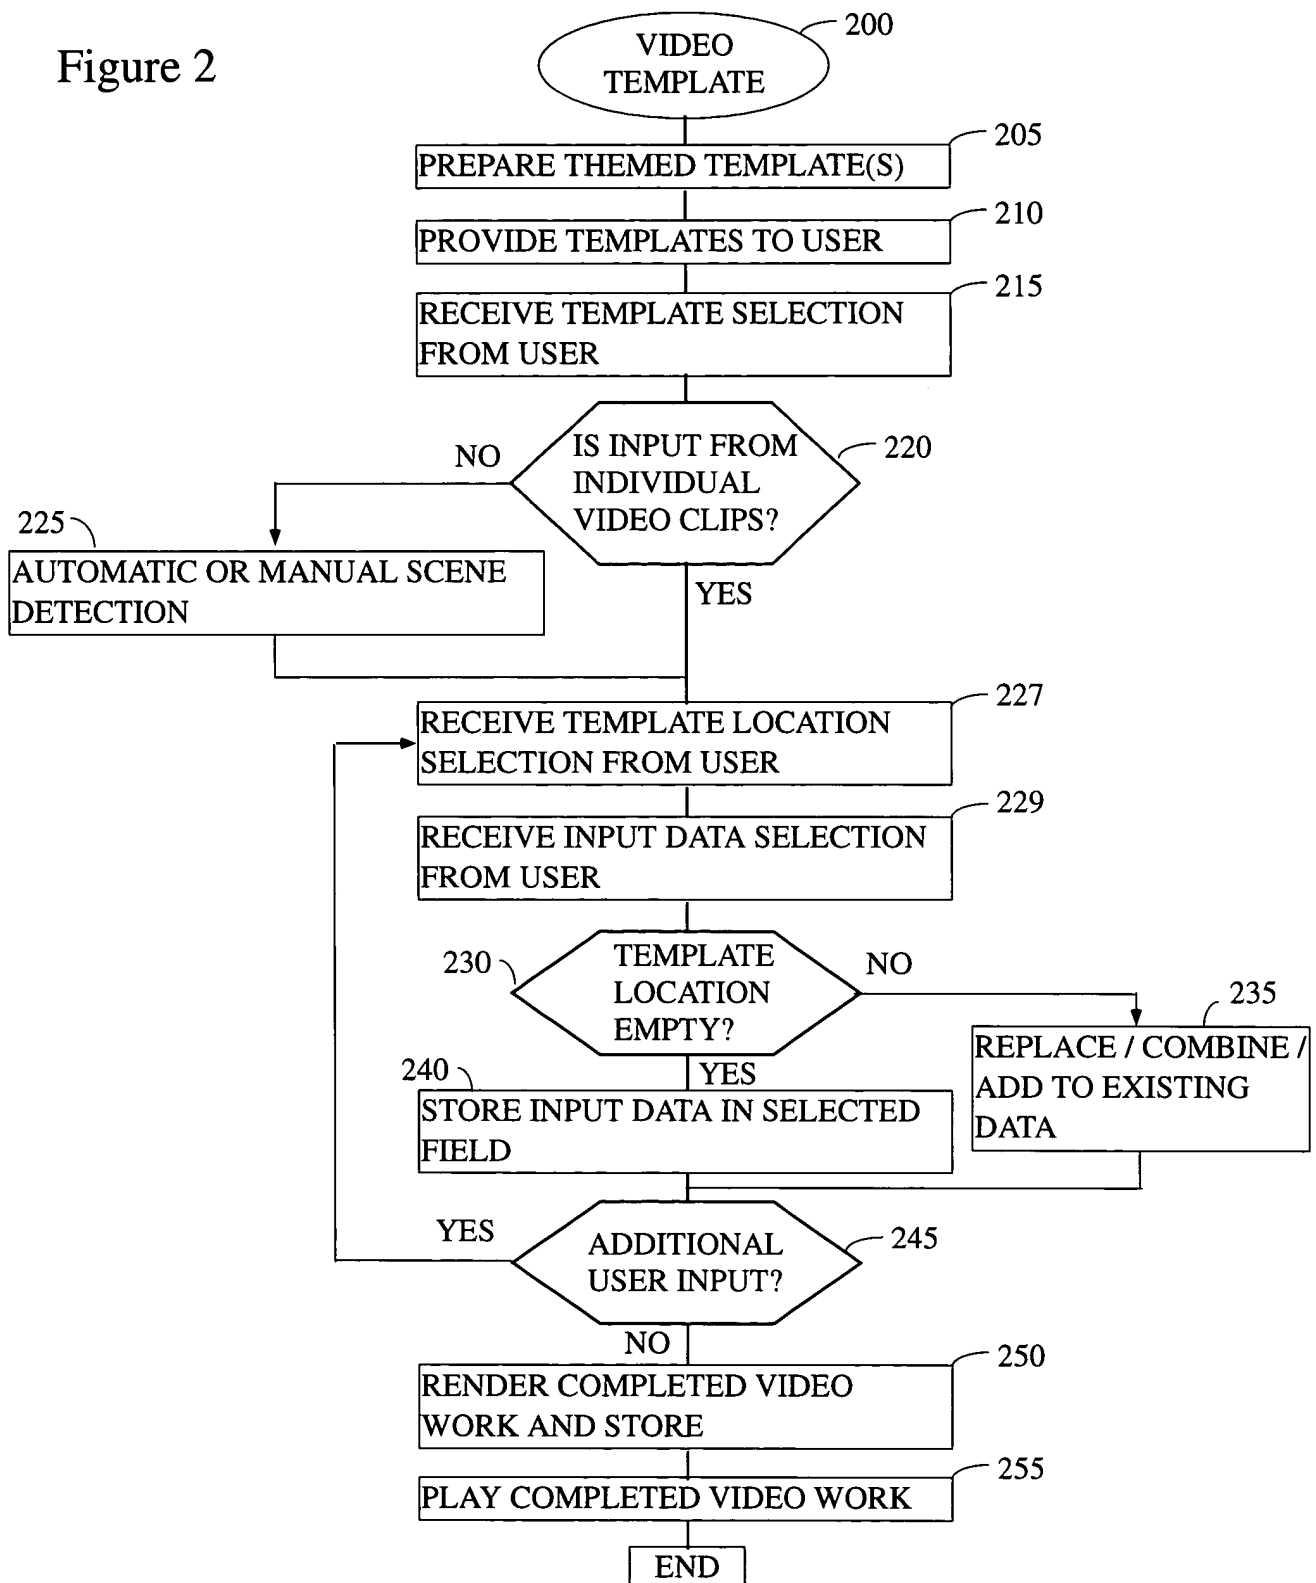 Figure 2
VIDEO
TEMPLATE
200
PREPARE THEMED TEMPLATE(S)
205
PROVIDE TEMPLATES TO USER
210
RECEIVE TEMPLATE SELECTION
FROM USER
215
IS INPUT FROM
INDIVIDUAL
VIDEO CLIPS?
220
NO
YES
225
AUTOMATIC OR MANUAL SCENE
DETECTION
RECEIVE TEMPLATE LOCATION
SELECTION FROM USER
227
RECEIVE INPUT DATA SELECTION
FROM USER
229
230
TEMPLATE
LOCATION
EMPTY?
NO
YES
235
REPLACE / COMBINE /
ADD TO EXISTING
DATA
240
STORE INPUT DATA IN SELECTED
FIELD
YES
ADDITIONAL
USER INPUT?
245
NO
RENDER COMPLETED VIDEO
WORK AND STORE
250
PLAY COMPLETED VIDEO WORK
255
END